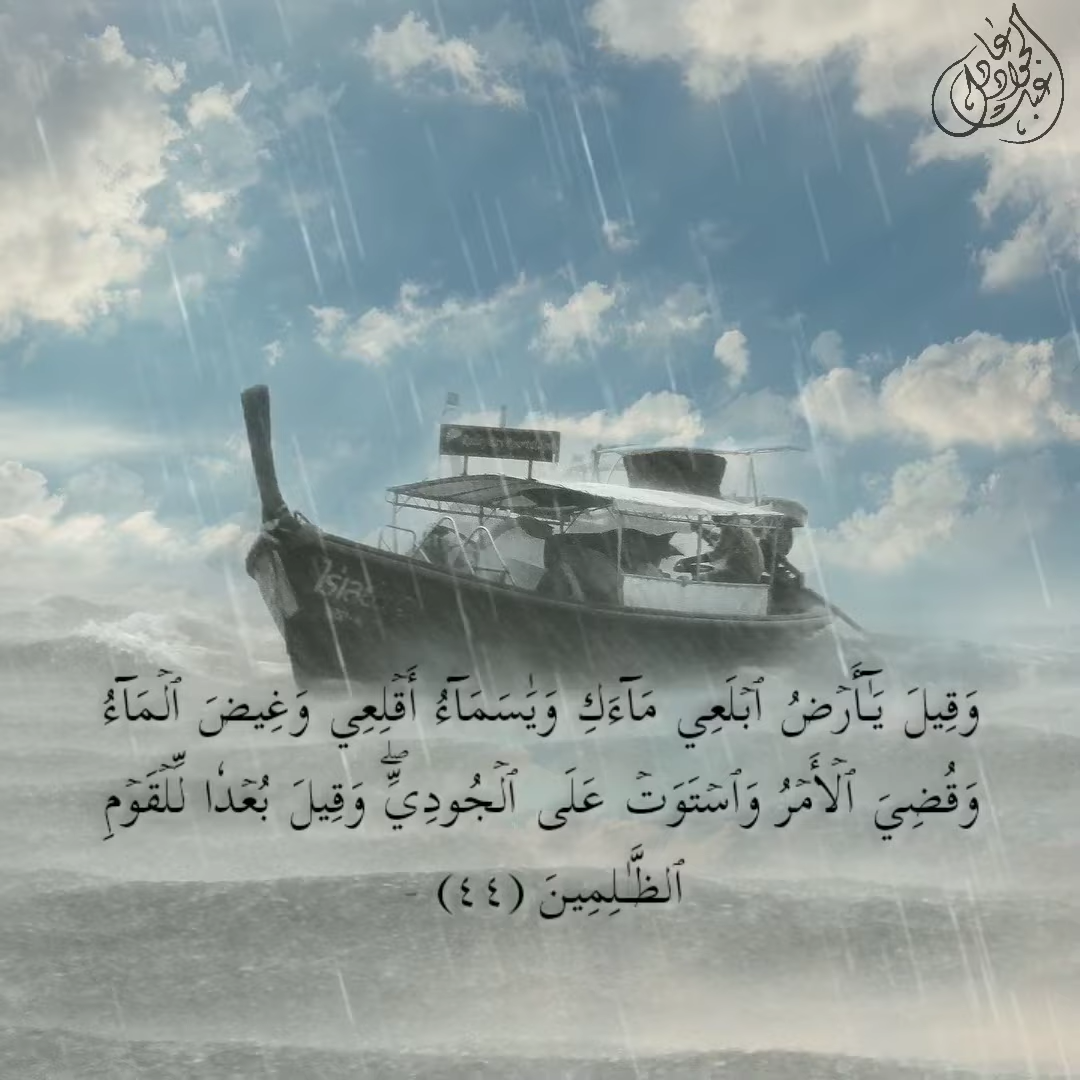 وَقِيلَ يَٰٓأَرۡضُ ٱبۡلَعِي مَآءَكِ وَيَٰسَمَآءُ أَقۡلِعِي وَغِيضَ ٱلۡمَآءُ
وَقُضِيَ ٱلۡأَمۡرُ وَٱسۡتَوَتۡ عَلَى ٱلۡجُودِيِّۖ وَقِيلَ بُعۡدٗا لِّلۡقَوۡمِ
ٱلظَّٰلِمِينَ (٤٤) -